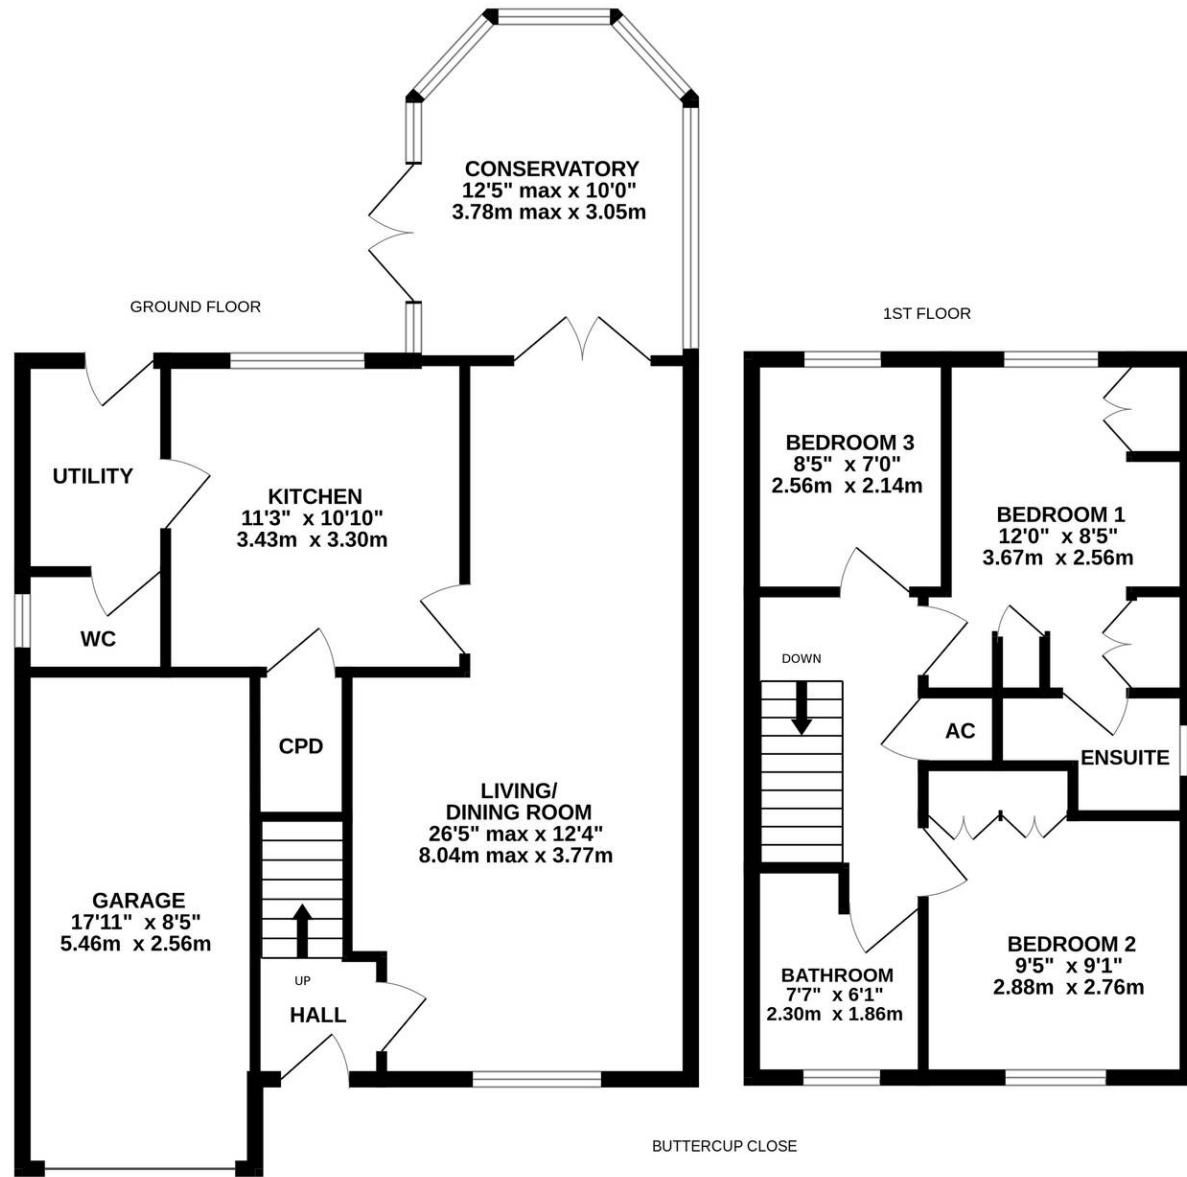 CONSERVATORY
12'5" max x 10'0"
3.78m max x 3.05m
GROUND FLOOR
UTILITY
KITCHEN
11'3" x 10'10"
3.43m x 3.30m
WC
CPD
LIVING/
DINING ROOM
26'5" max x 12'4"
8.04m max x 3.77m
GARAGE
17'11" x 8'5"
5.46m x 2.56m
UP
HALL
1ST FLOOR
BEDROOM 3
8'5" x 7'0"
2.56m x 2.14m
BEDROOM 1
12'0" x 8'5"
3.67m x 2.56m
DOWN
AC
ENSUITE
BEDROOM 2
9'5" x 9'1"
2.88m x 2.76m
BATHROOM
7'7" x 6'1"
2.30m x 1.86m
BUTTERCUP CLOSE